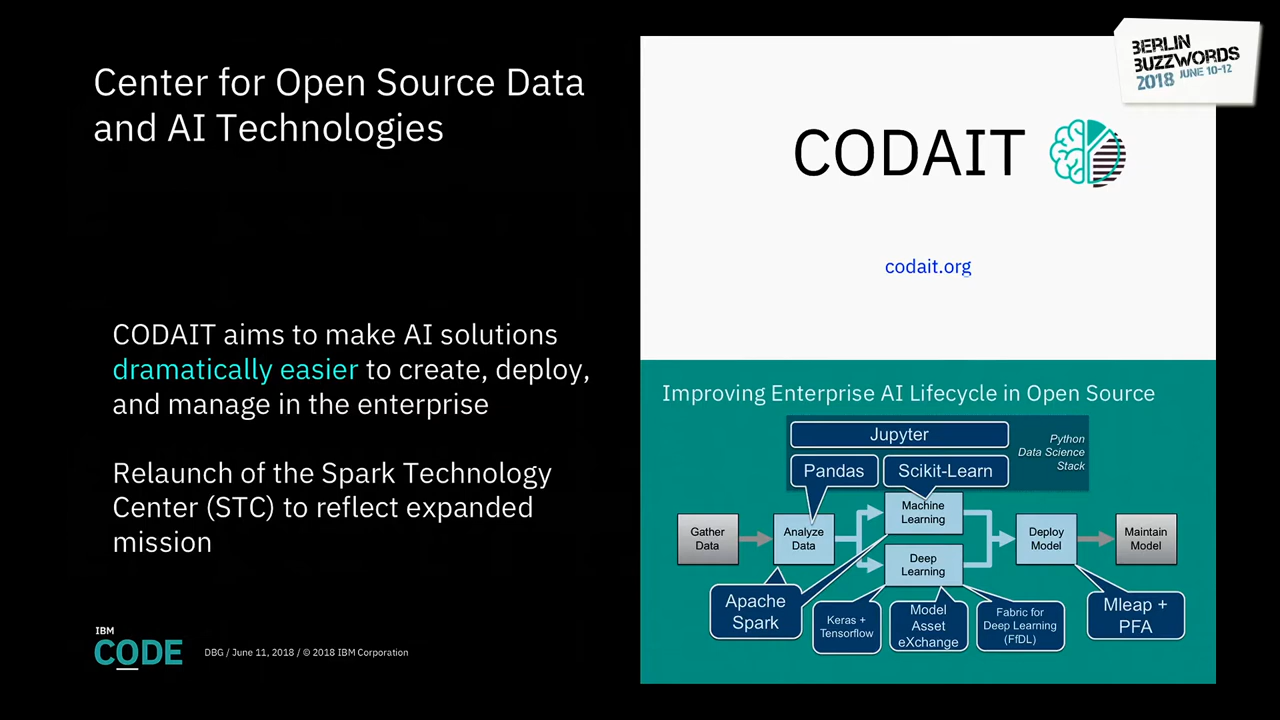 Center for Open Source Data
and AI Technologies
CODAIT aims to make AI solutions
dramatically easier to create, deploy,
and manage in the enterprise
Relaunch of the Spark Technology
Center (STC) to reflect expanded
mission
IBM
CODE
DBG / June 11, 2018 / © 2018 IBM Corporation
BERLIN
BUZZWORDS
2018 JUNE 10-12
CODAIT
codait.org
Improving Enterprise AI Lifecycle in Open Source
Jupyter
Pandas
Scikit-Learn
Python
Data Science
Stack
Gather
Data
Analyze
Data
Machine
Learning
Deep
Learning
Deploy
Model
Maintain
Model
Apache
Spark
Keras +
Tensorflow
Model
Asset
eXchange
Fabric for
Deep Learning
(FfDL)
Mleap +
PFA